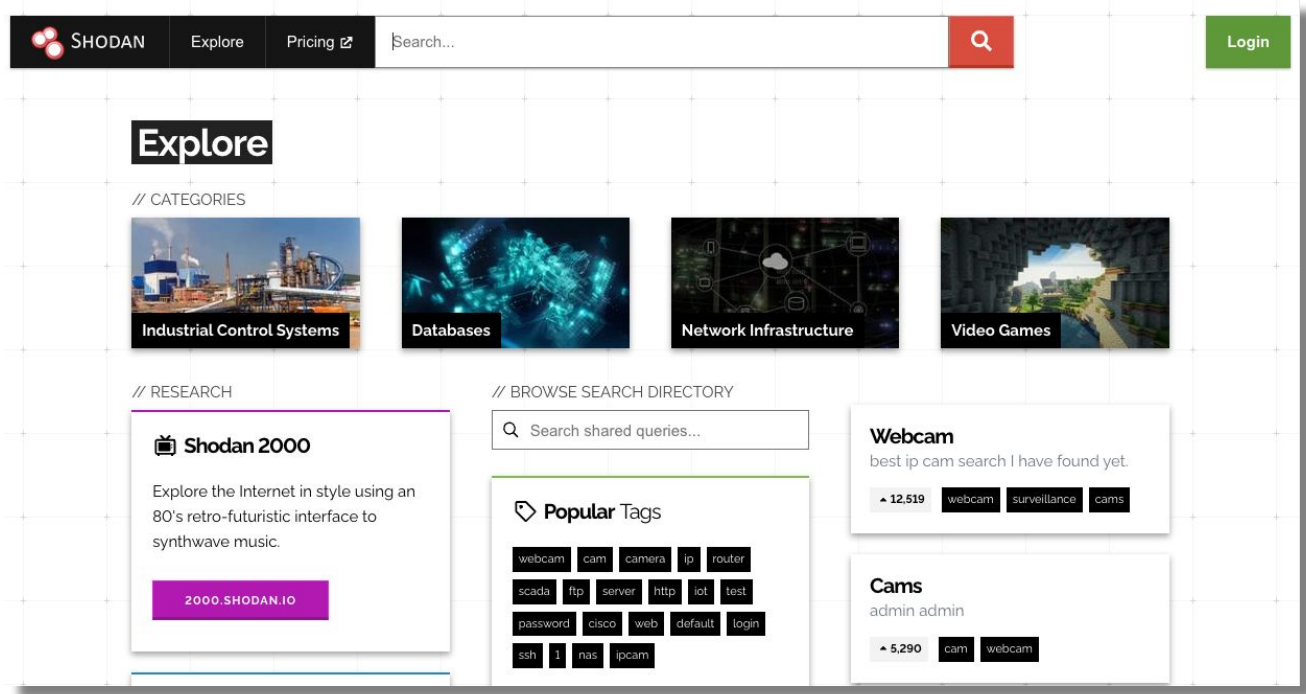 SHODAN Explore Pricing Search... Login
Explore
// CATEGORIES
Industrial Control Systems
Databases
Network Infrastructure
Video Games
// RESEARCH
Shodan 2000
Explore the Internet in style using an
80's retro-futuristic interface to
synthwave music.
2000.SHODAN.IO
// BROWSE SEARCH DIRECTORY
Search shared queries...
Popular Tags
webcam cam camera ip router
scada ftp server http iot test
password cisco web default login
ssh 1 nas ipcam
Webcam
best ip cam search I have found yet.
12,519 webcam surveillance cams
Cams
admin admin
5,290 cam webcam